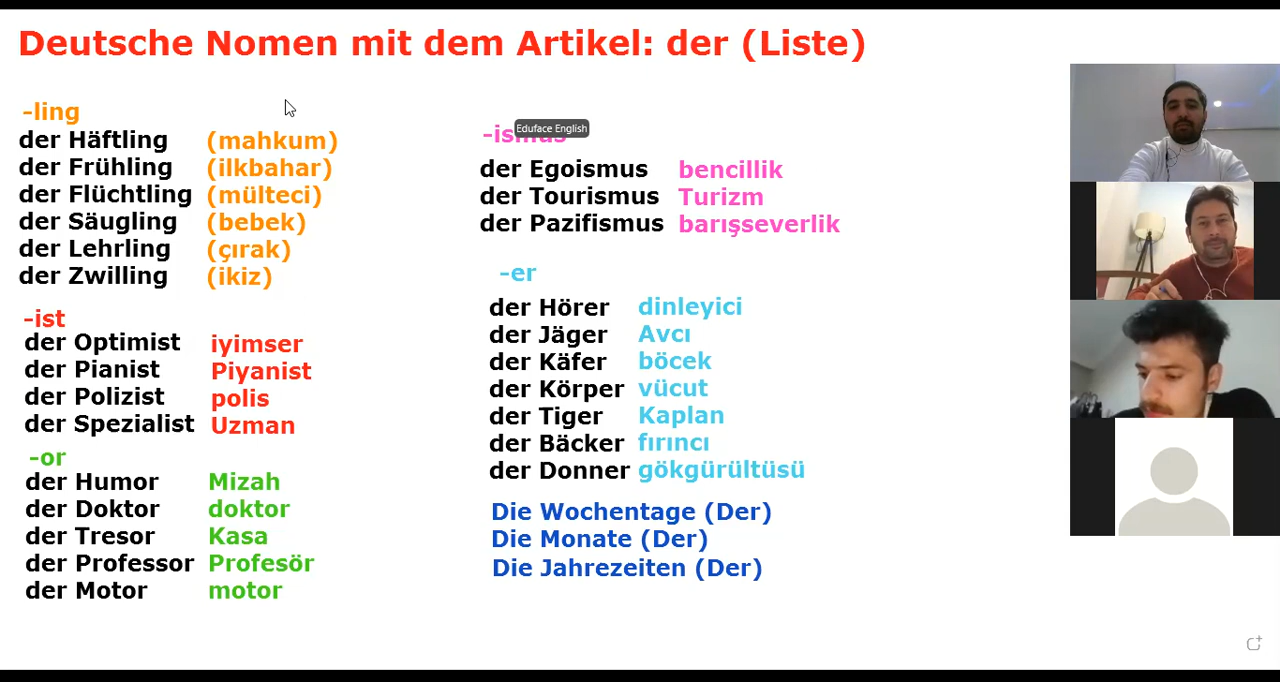 Deutsche Nomen mit dem Artikel: der (Liste)
-ling
der Häftling (mahkum)
der Frühling (ilkbahar)
der Flüchtling (mülteci)
der Säugling (bebek)
der Lehrling (çırak)
der Zwilling (ikiz)
-ist
der Optimist iyimser
der Pianist Piyanist
der Polizist polis
der Spezialist Uzman
-or
der Humor Mizah
der Doktor doktor
der Tresor Kasa
der Professor Profesör
der Motor motor
-ismus
Eduface English
der Egoismus bencillik
der Tourismus Turizm
der Pazifismus barışseverlik
-er
der Hörer dinleyici
der Jäger Avcı
der Käfer böcek
der Körper vücut
der Tiger Kaplan
der Bäcker fırıncı
der Donner gökgürültüsü
Die Wochentage (Der)
Die Monate (Der)
Die Jahrezeiten (Der)